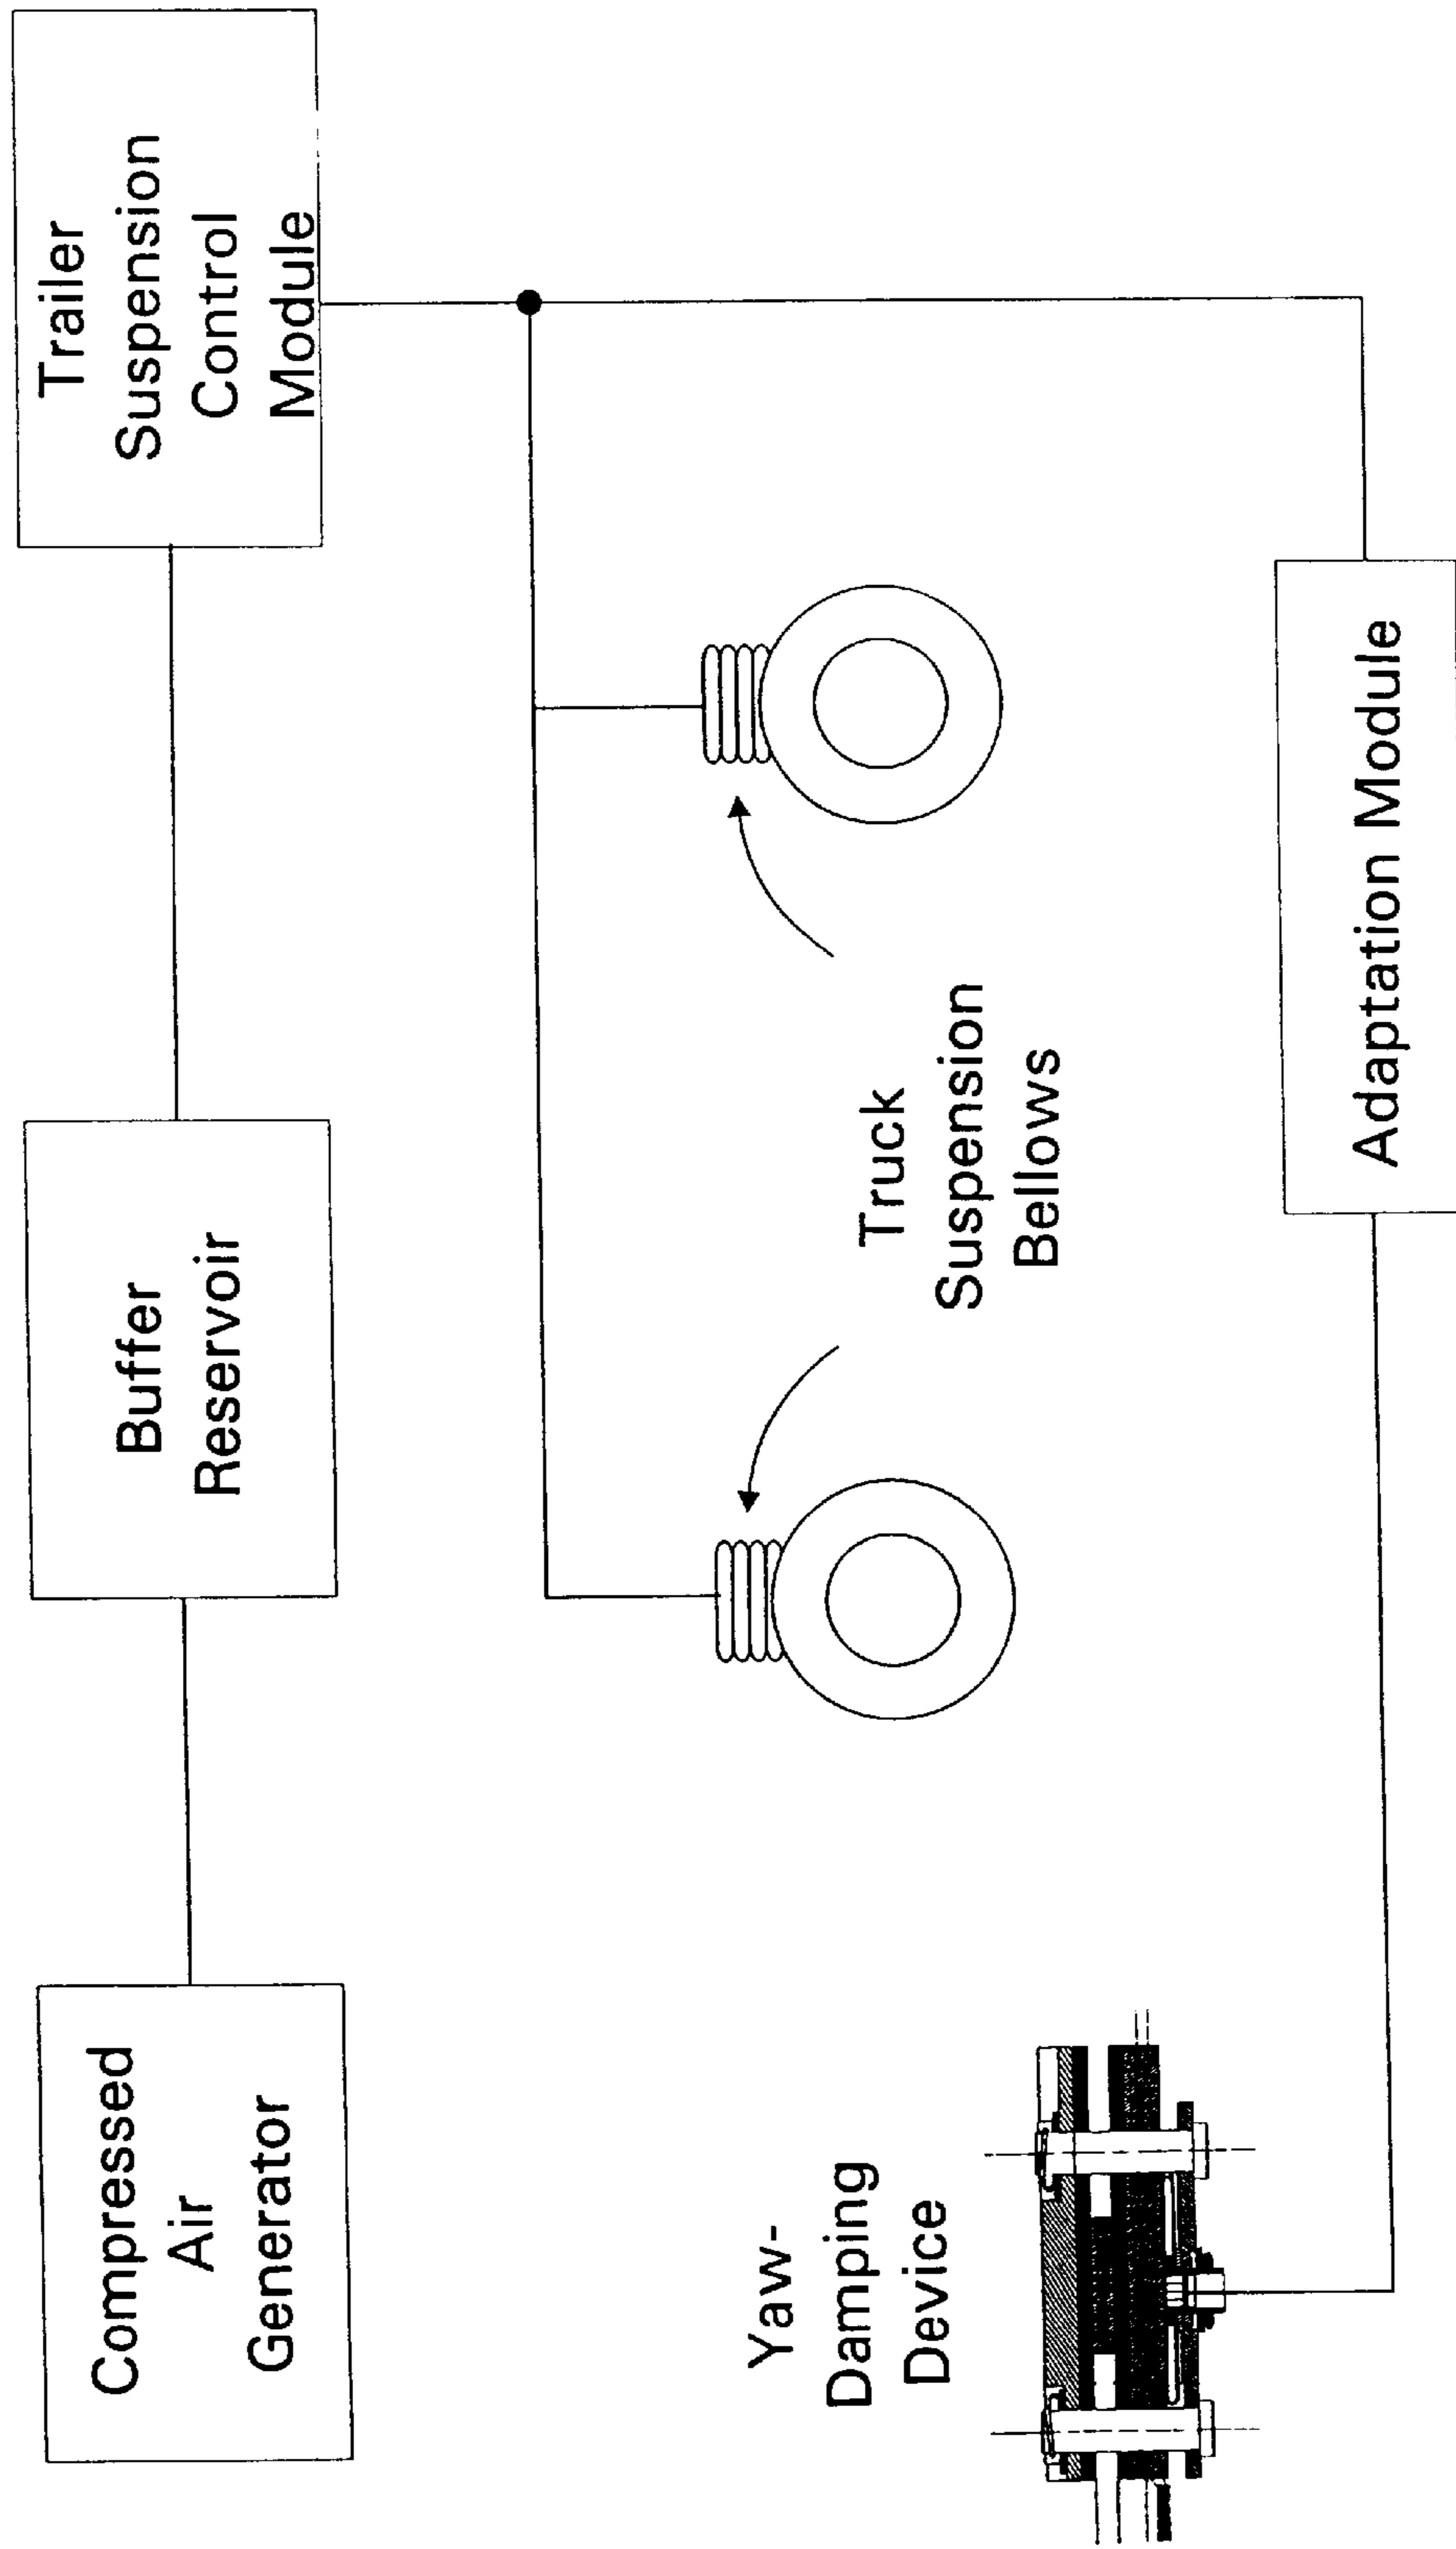 Compressed
Air
Generator
Buffer
Reservoir
Trailer
Suspension
Control
Module
Truck
Suspension
Bellows
Yaw-
Damping
Device
Adaptation Module